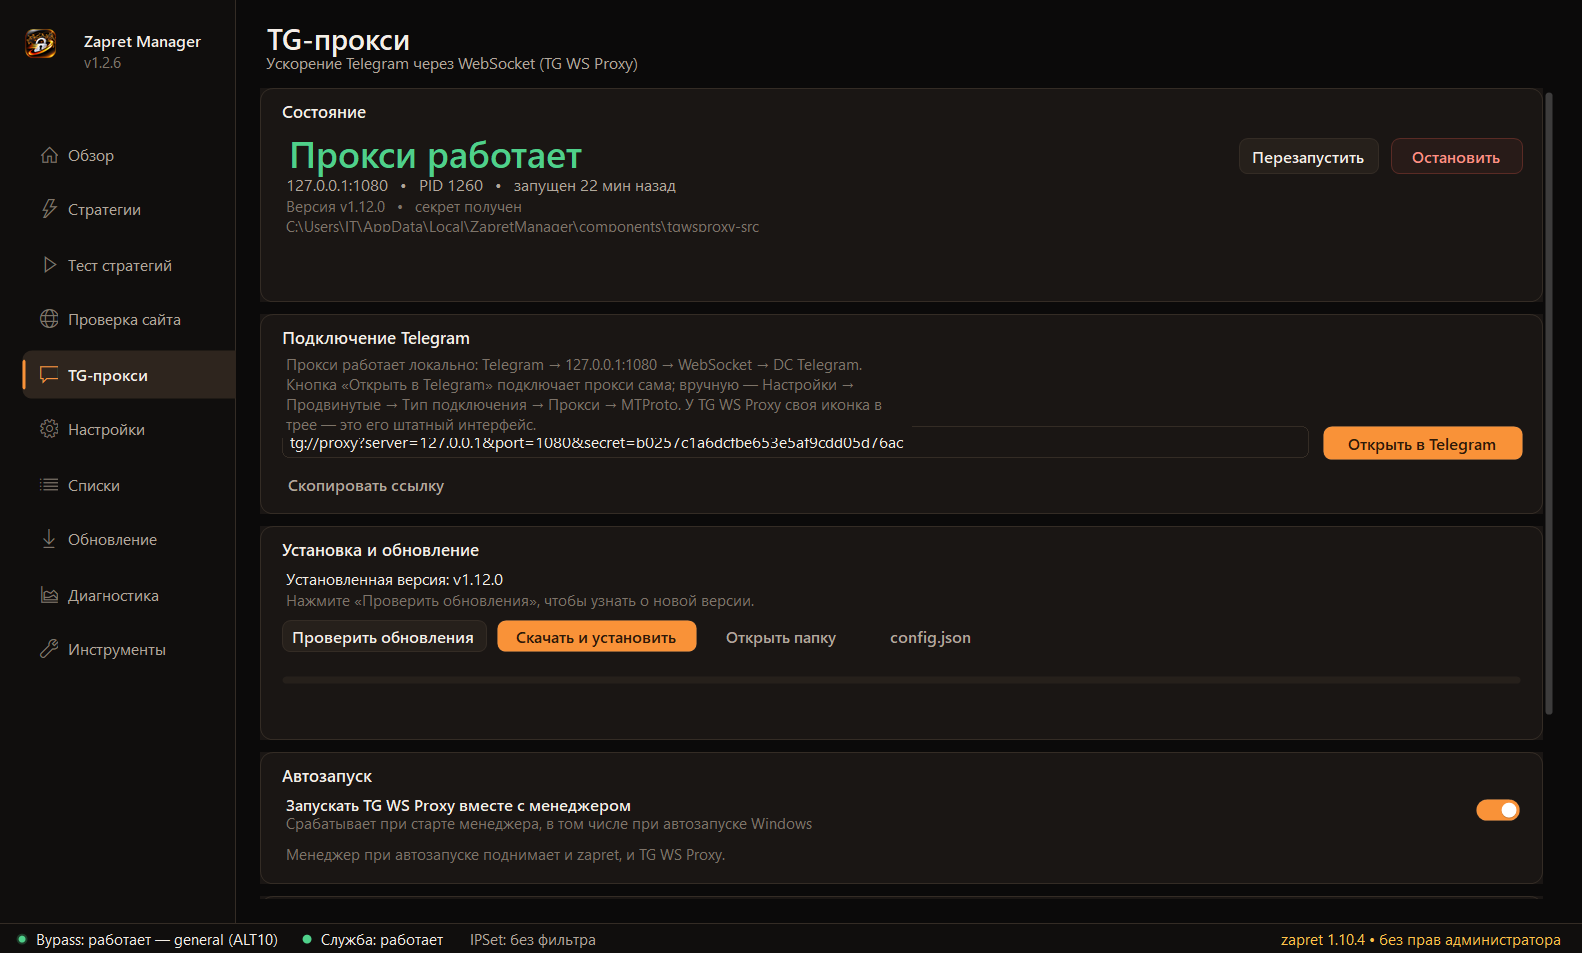 Zapret Manager
v1.2.6
Обзор
Стратегии
Тест стратегий
Проверка сайта
TG-прокси
Настройки
Списки
Обновление
Диагностика
Инструменты
TG-прокси
Ускорение Telegram через WebSocket (TG WS Proxy)
Состояние
Прокси работает
127.0.0.1:1080 • PID 1260 • запущен 22 мин назад
Версия v1.12.0 • секрет получен
C:\Users\IT\AppData\Local\ZapretManager\components\tgwsproxy-src
Перезапустить
Остановить
Подключение Telegram
Прокси работает локально: Telegram → 127.0.0.1:1080 → WebSocket → DC Telegram.
Кнопка «Открыть в Telegram» подключает прокси сама; вручную — Настройки →
Продвинутые → Тип подключения → Прокси → MTProto. У TG WS Proxy своя иконка в
трее — это его штатный интерфейс.
tg://proxy?server=127.0.0.1&port=1080&secret=b0257c1a6dcfbe653e5af9cdd05d76ac
Открыть в Telegram
Скопировать ссылку
Установка и обновление
Установленная версия: v1.12.0
Нажмите «Проверить обновления», чтобы узнать о новой версии.
Проверить обновления
Скачать и установить
Открыть папку
config.json
Автозапуск
Запускать TG WS Proxy вместе с менеджером
Срабатывает при старте менеджера, в том числе при автозапуске Windows
Менеджер при автозапуске поднимает и zapret, и TG WS Proxy.
Bypass: работает — general (ALT10)
Служба: работает
IPSet: без фильтра
zapret 1.10.4 • без прав администратора